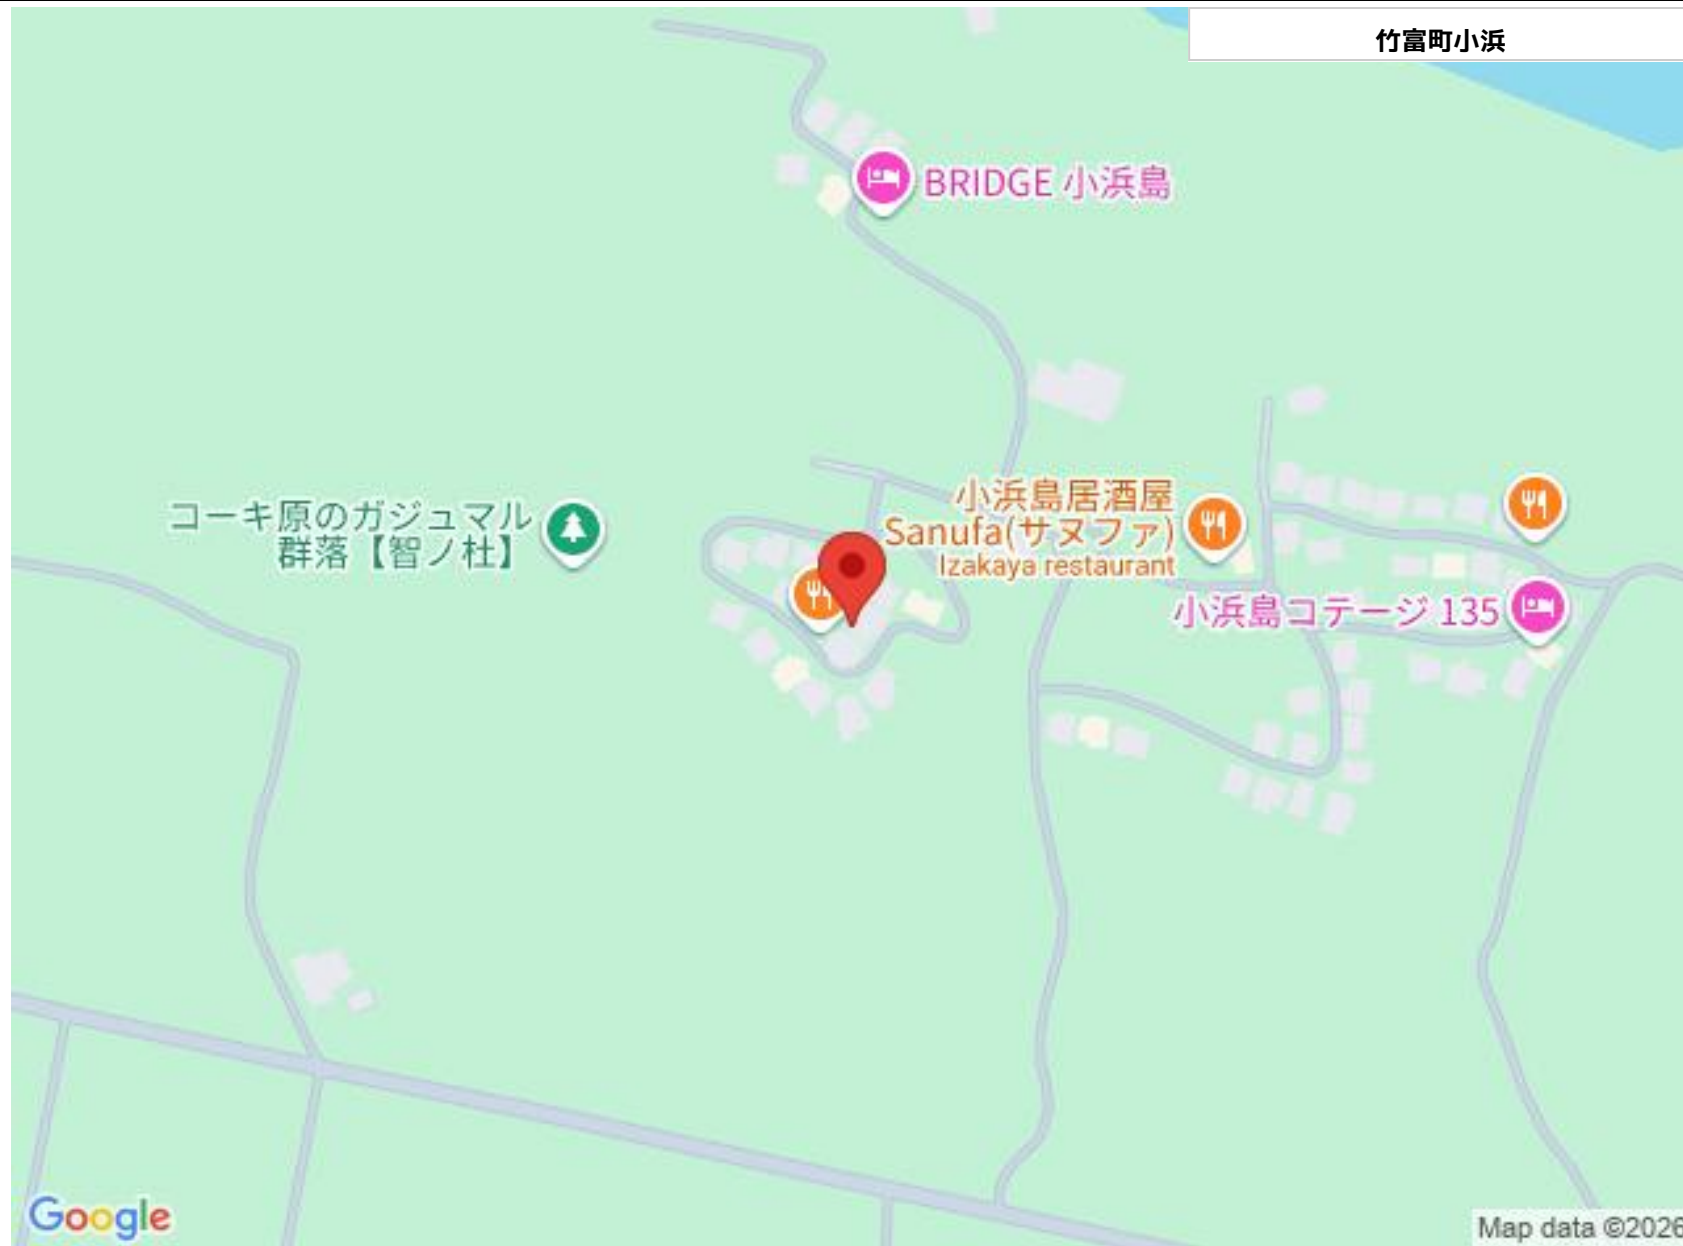 竹富町小浜
BRIDGE 小浜島
コーキ原のガジュマル
群落【智ノ杜】
小浜島居酒屋
Sanufa(サヌファ)
Izakaya restaurant
小浜島コテージ 135
Google
Map data ©2026